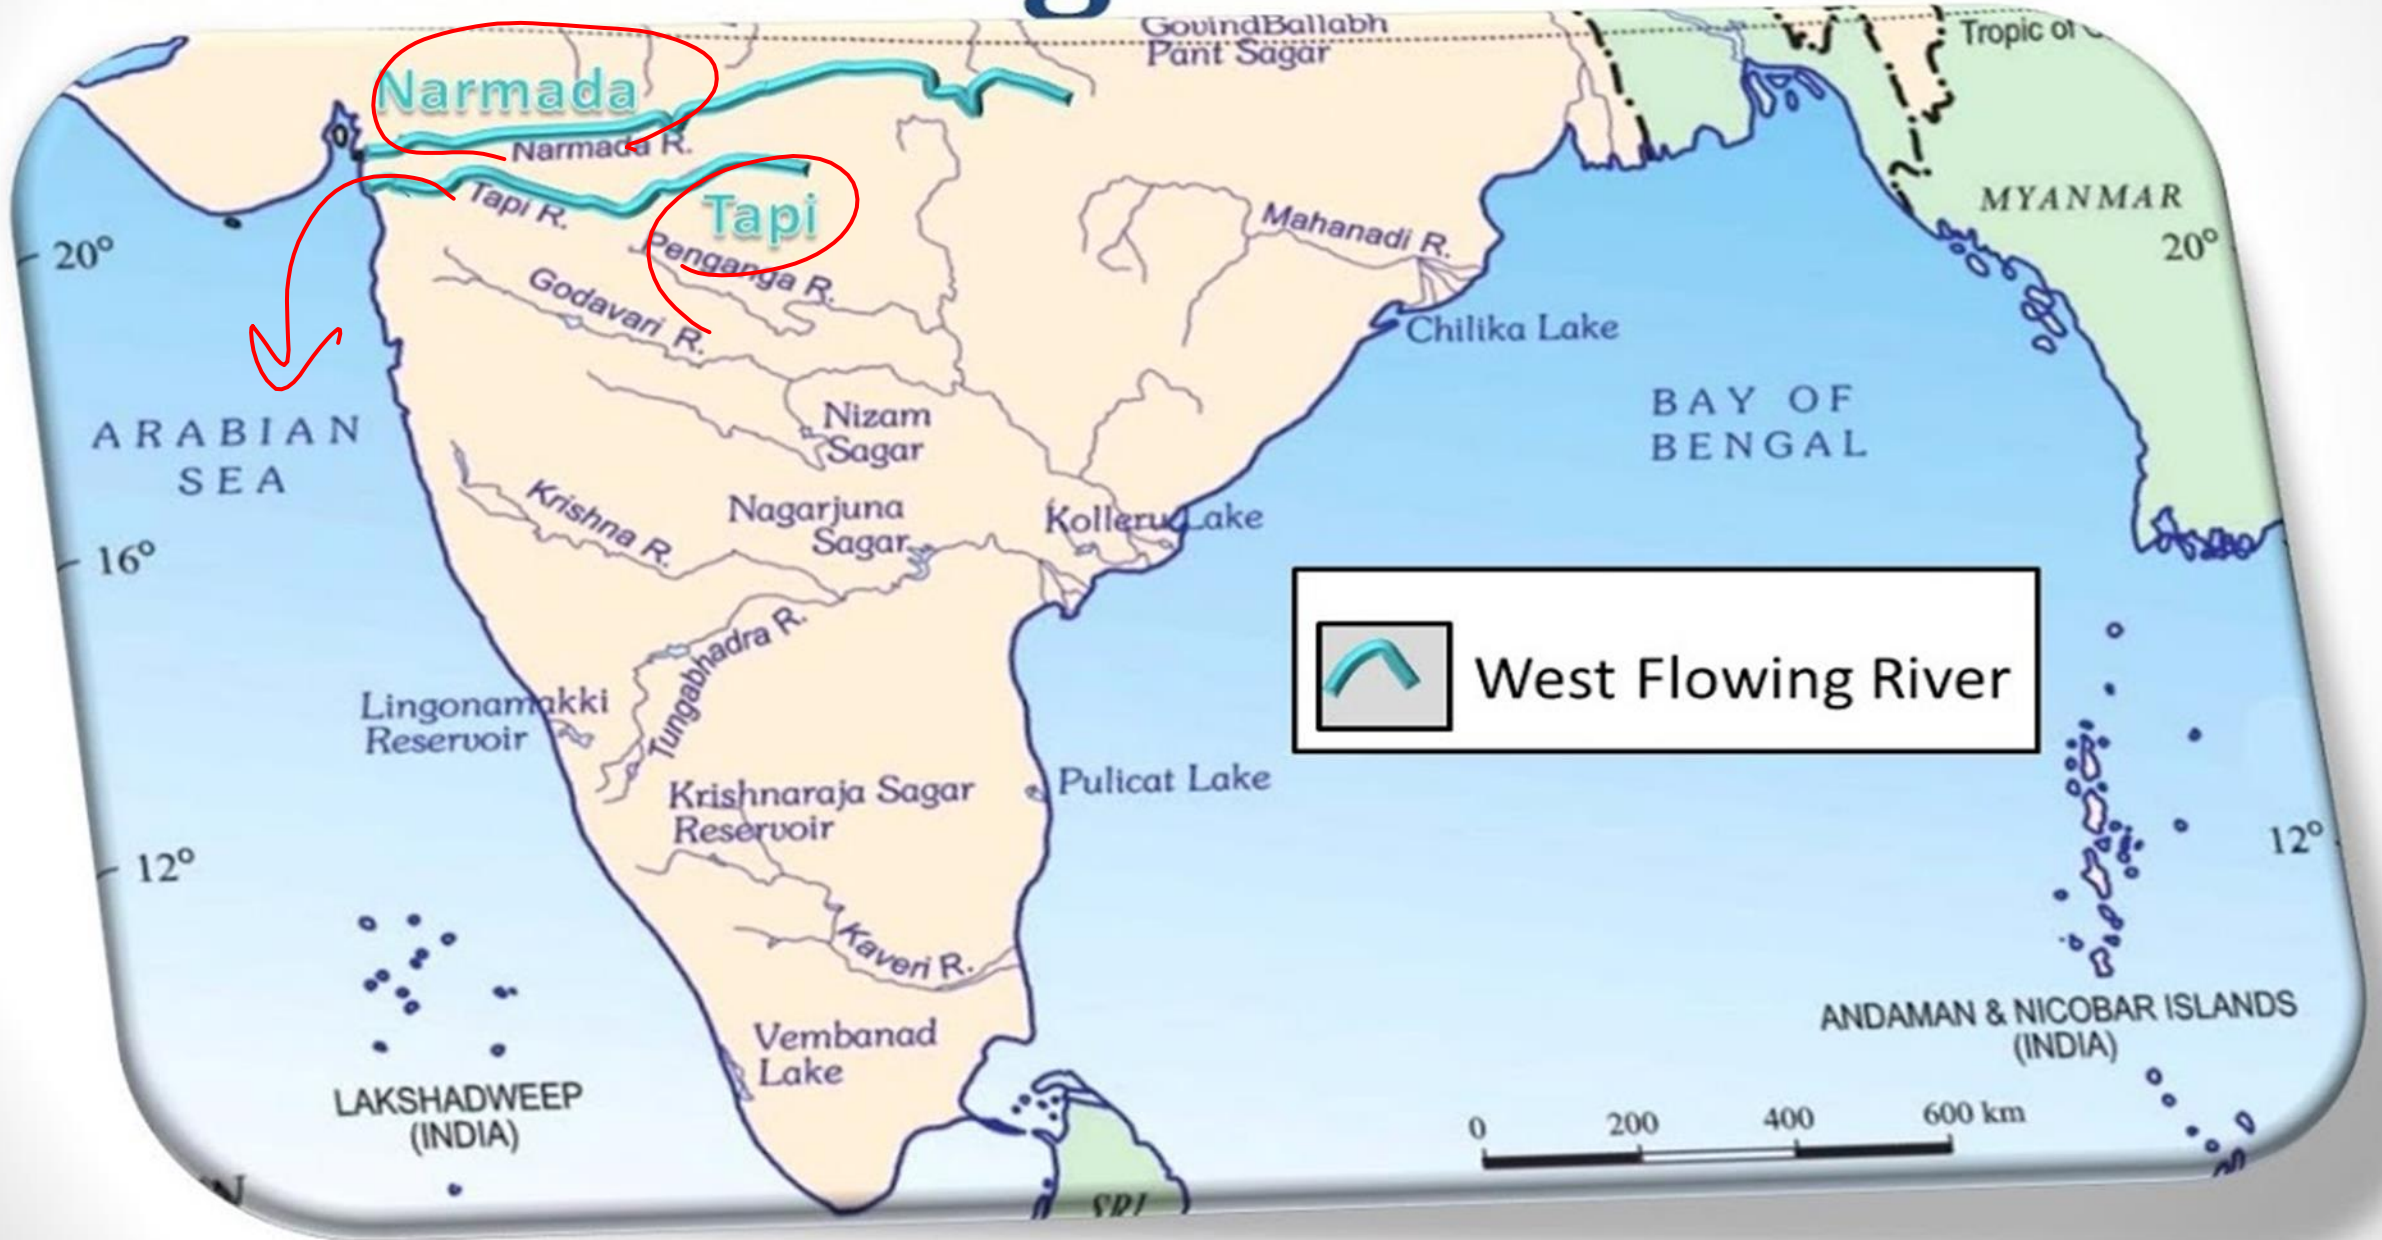 GovindBallabh
Pant Sagar
Tropic of
Narmada
Narmada R.
Tapi R.
Tapi
Penganga R.
Mahanadi R.
MYANMAR
20°
20°
Godavari R.
Chilika Lake
ARABIAN
SEA
Nizam
Sagar
BAY OF
BENGAL
Krishna R.
Nagarjuna
Sagar
Kolleru Lake
16°
Tungabhadra R.
West Flowing River
Lingonamakki
Reservoir
Krishnaraja Sagar
Reservoir
Pulicat Lake
12°
12°
Kaveri R.
Vembanad
Lake
LAKSHADWEEP
(INDIA)
ANDAMAN & NICOBAR ISLANDS
(INDIA)
0 200 400 600 km
SRI